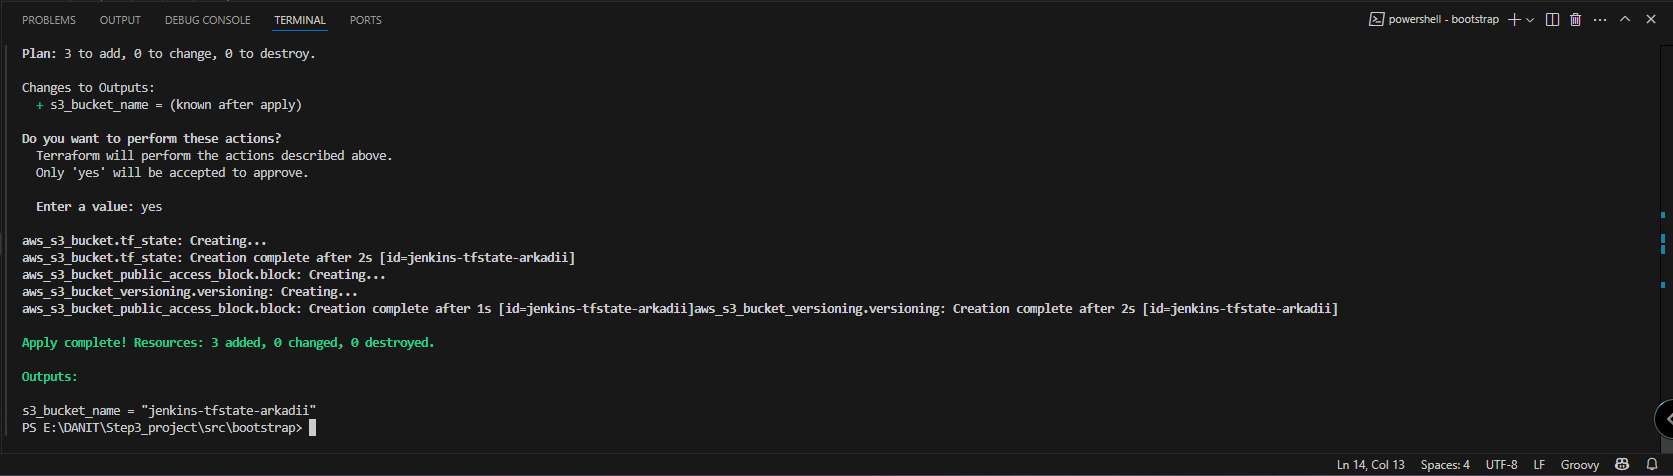 PROBLEMS OUTPUT DEBUG CONSOLE TERMINAL PORTS powershell - bootstrap
Plan: 3 to add, 0 to change, 0 to destroy.
Changes to Outputs:
+ s3_bucket_name = (known after apply)
Do you want to perform these actions?
Terraform will perform the actions described above.
Only 'yes' will be accepted to approve.
Enter a value: yes
aws_s3_bucket.tf_state: Creating...
aws_s3_bucket.tf_state: Creation complete after 2s [id=jenkins-tfstate-arkadii]
aws_s3_bucket_public_access_block.block: Creating...
aws_s3_bucket_versioning.versioning: Creating...
aws_s3_bucket_public_access_block.block: Creation complete after 1s [id=jenkins-tfstate-arkadii]aws_s3_bucket_versioning.versioning: Creation complete after 2s [id=jenkins-tfstate-arkadii]
Apply complete! Resources: 3 added, 0 changed, 0 destroyed.
Outputs:
s3_bucket_name = "jenkins-tfstate-arkadii"
PS E:\DANIT\Step3_project\src\bootstrap>
Ln 14, Col 13 Spaces: 4 UTF-8 LF Groovy